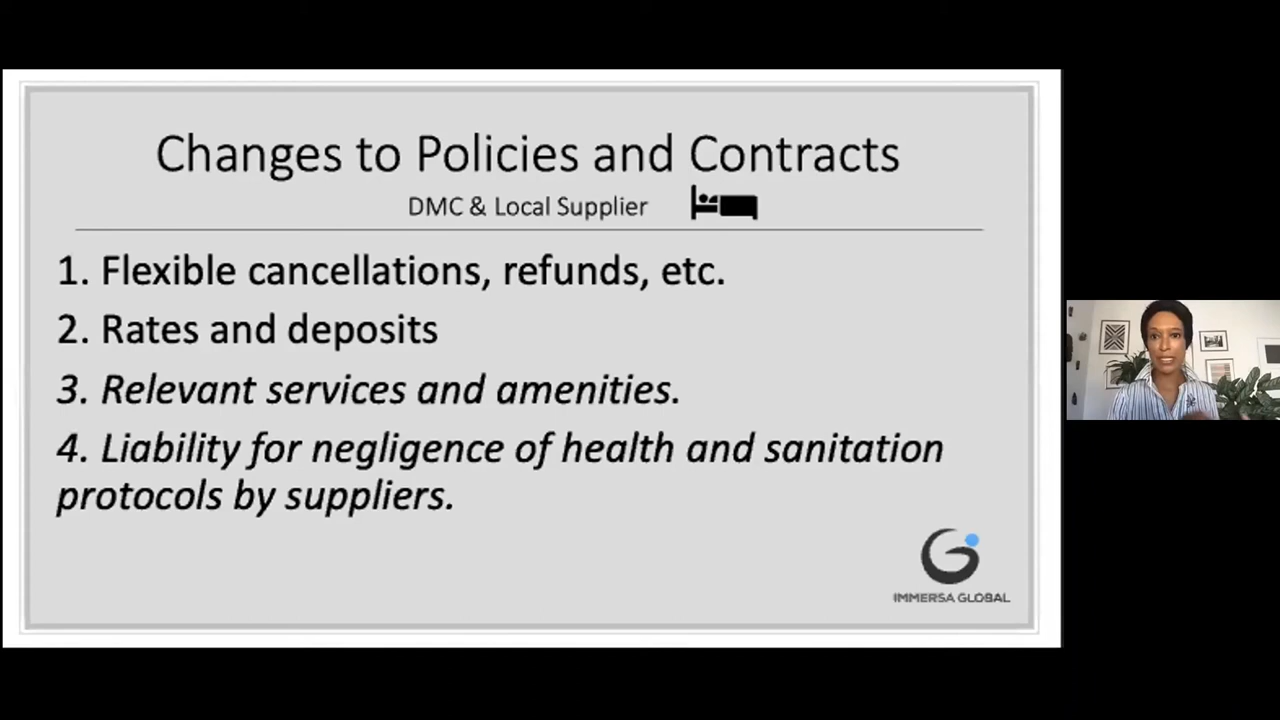 Changes to Policies and Contracts
DMC & Local Supplier
1. Flexible cancellations, refunds, etc.
2. Rates and deposits
3. Relevant services and amenities.
4. Liability for negligence of health and sanitation
protocols by suppliers.
IMMERSA GLOBAL